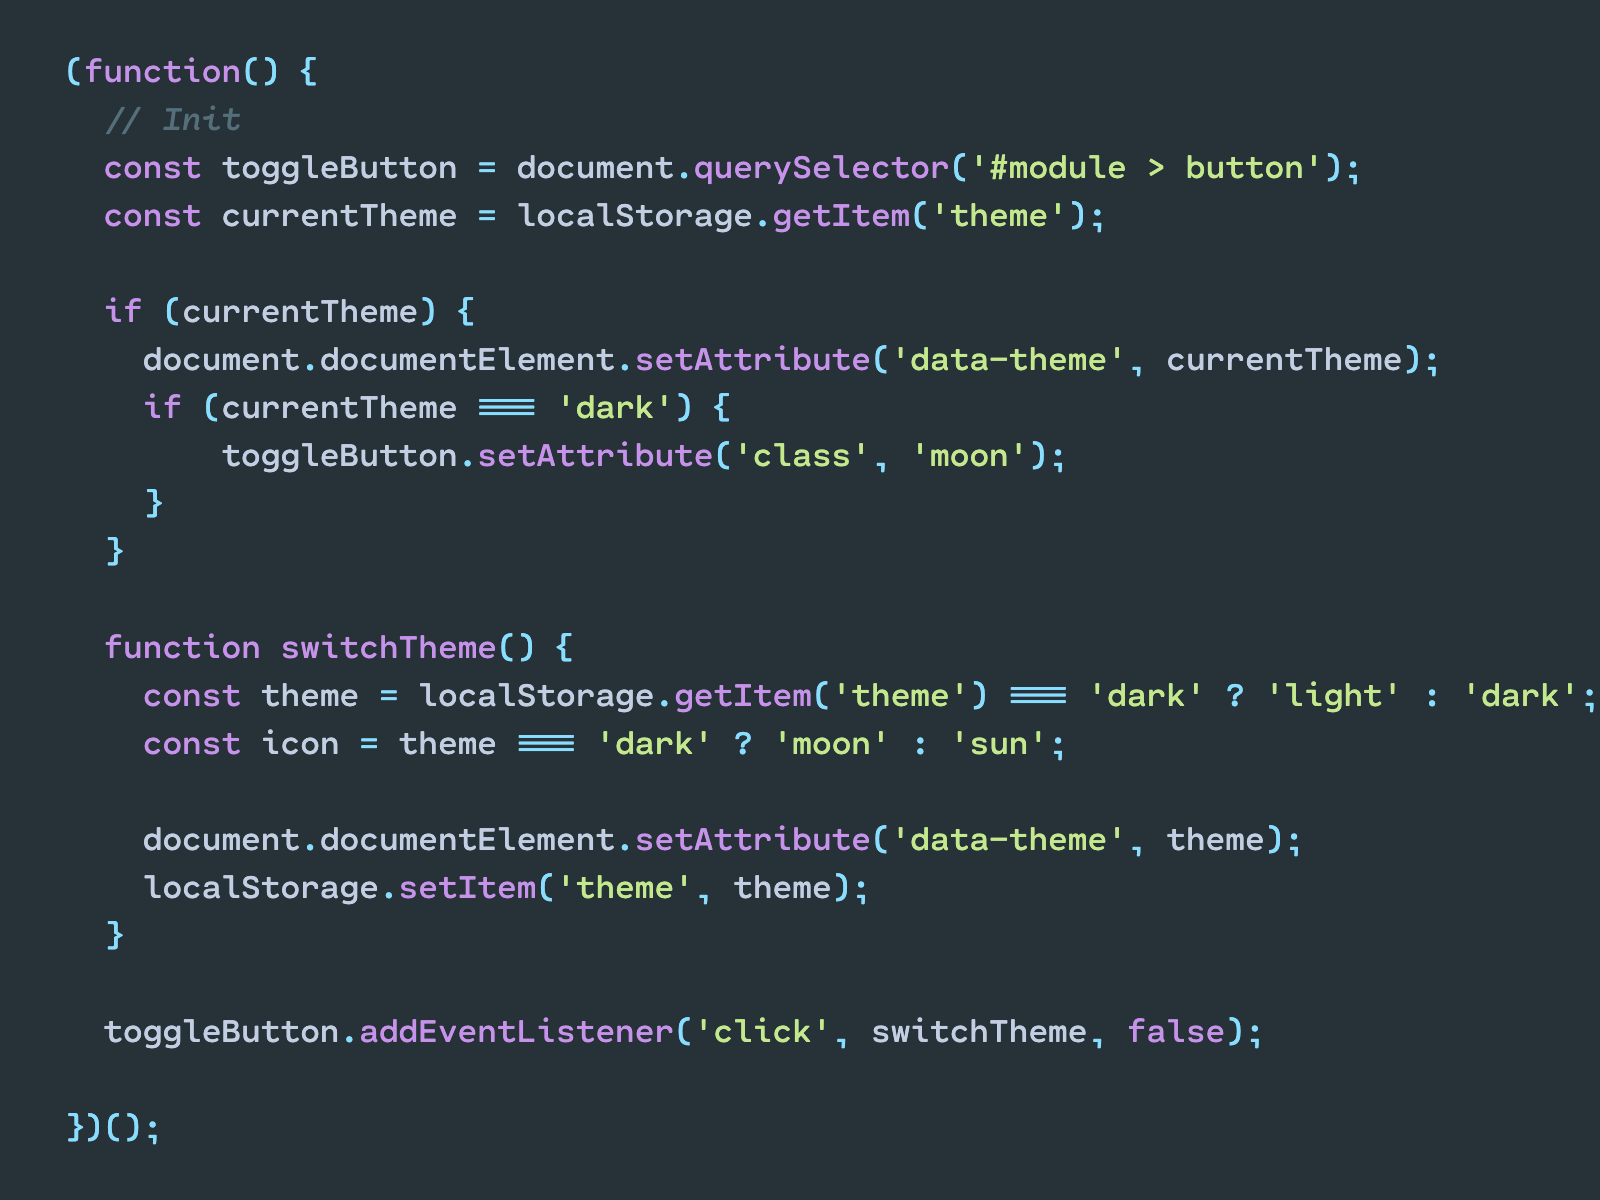 (function() {
  // Init
  const toggleButton = document.querySelector('#module > button');
  const currentTheme = localStorage.getItem('theme');

  if (currentTheme) {
    document.documentElement.setAttribute('data-theme', currentTheme);
    if (currentTheme === 'dark') {
        toggleButton.setAttribute('class', 'moon');
    }
  }

  function switchTheme() {
    const theme = localStorage.getItem('theme') === 'dark' ? 'light' : 'dark';
    const icon = theme === 'dark' ? 'moon' : 'sun';

    document.documentElement.setAttribute('data-theme', theme);
    localStorage.setItem('theme', theme);
  }

  toggleButton.addEventListener('click', switchTheme, false);

})();